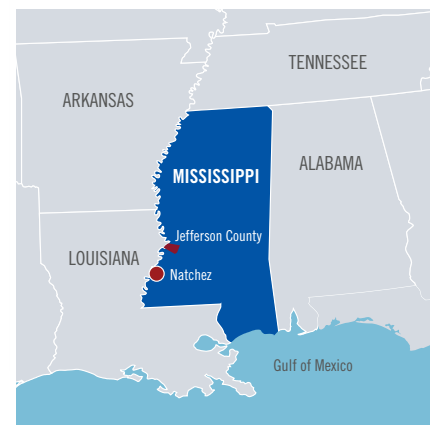 TENNESSEE
ARKANSAS
ALABAMA
MISSISSIPPI
Jefferson County
LOUISIANA
Natchez
Gulf of Mexico